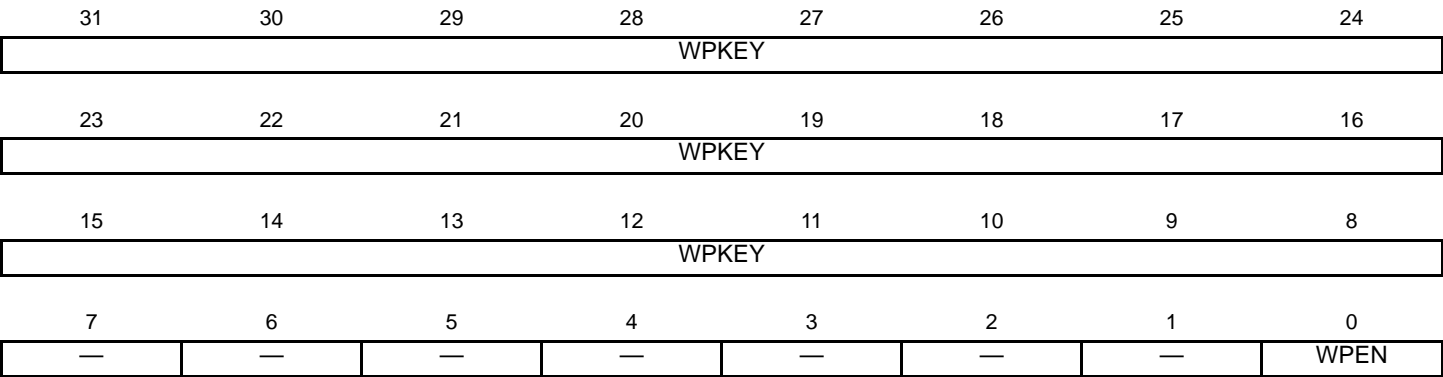 31 30 29 28 27 26 25 24
WPKEY
23 22 21 20 19 18 17 16
WPKEY
15 14 13 12 11 10 9 8
WPKEY
7 6 5 4 3 2 1 0
— — — — — — — WPEN